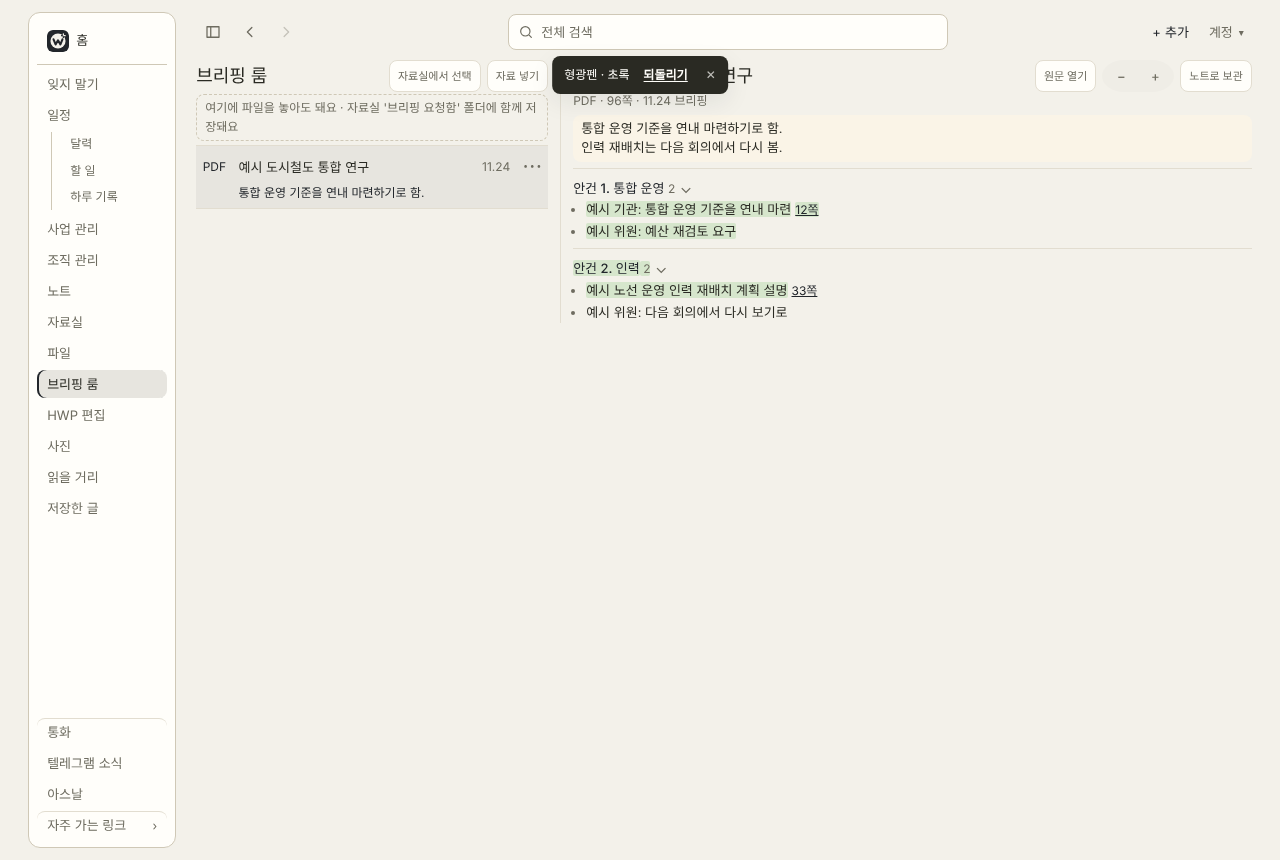 홈
전체 검색
+ 추가
계정 ▾
잊지 말기
일정
달력
할 일
하루 기록
사업 관리
조직 관리
노트
자료실
파일
브리핑 룸
HWP 편집
사진
읽을 거리
저장한 글
통화
텔레그램 소식
아스날
자주 가는 링크 ›
브리핑 룸
자료실에서 선택
자료 넣기
여기에 파일을 놓아도 돼요 · 자료실 '브리핑 요청함' 폴더에 함께 저
장돼요
PDF 예시 도시철도 통합 연구 11.24 ···
통합 운영 기준을 연내 마련하기로 함.
형광펜 · 초록 되돌리기 ×
연구
원문 열기
− +
노트로 보관
PDF · 96쪽 · 11.24 브리핑
통합 운영 기준을 연내 마련하기로 함.
인력 재배치는 다음 회의에서 다시 봄.
안건 1. 통합 운영 2
• 예시 기관: 통합 운영 기준을 연내 마련 12쪽
• 예시 위원: 예산 재검토 요구
안건 2. 인력 2
• 예시 노선 운영 인력 재배치 계획 설명 33쪽
• 예시 위원: 다음 회의에서 다시 보기로